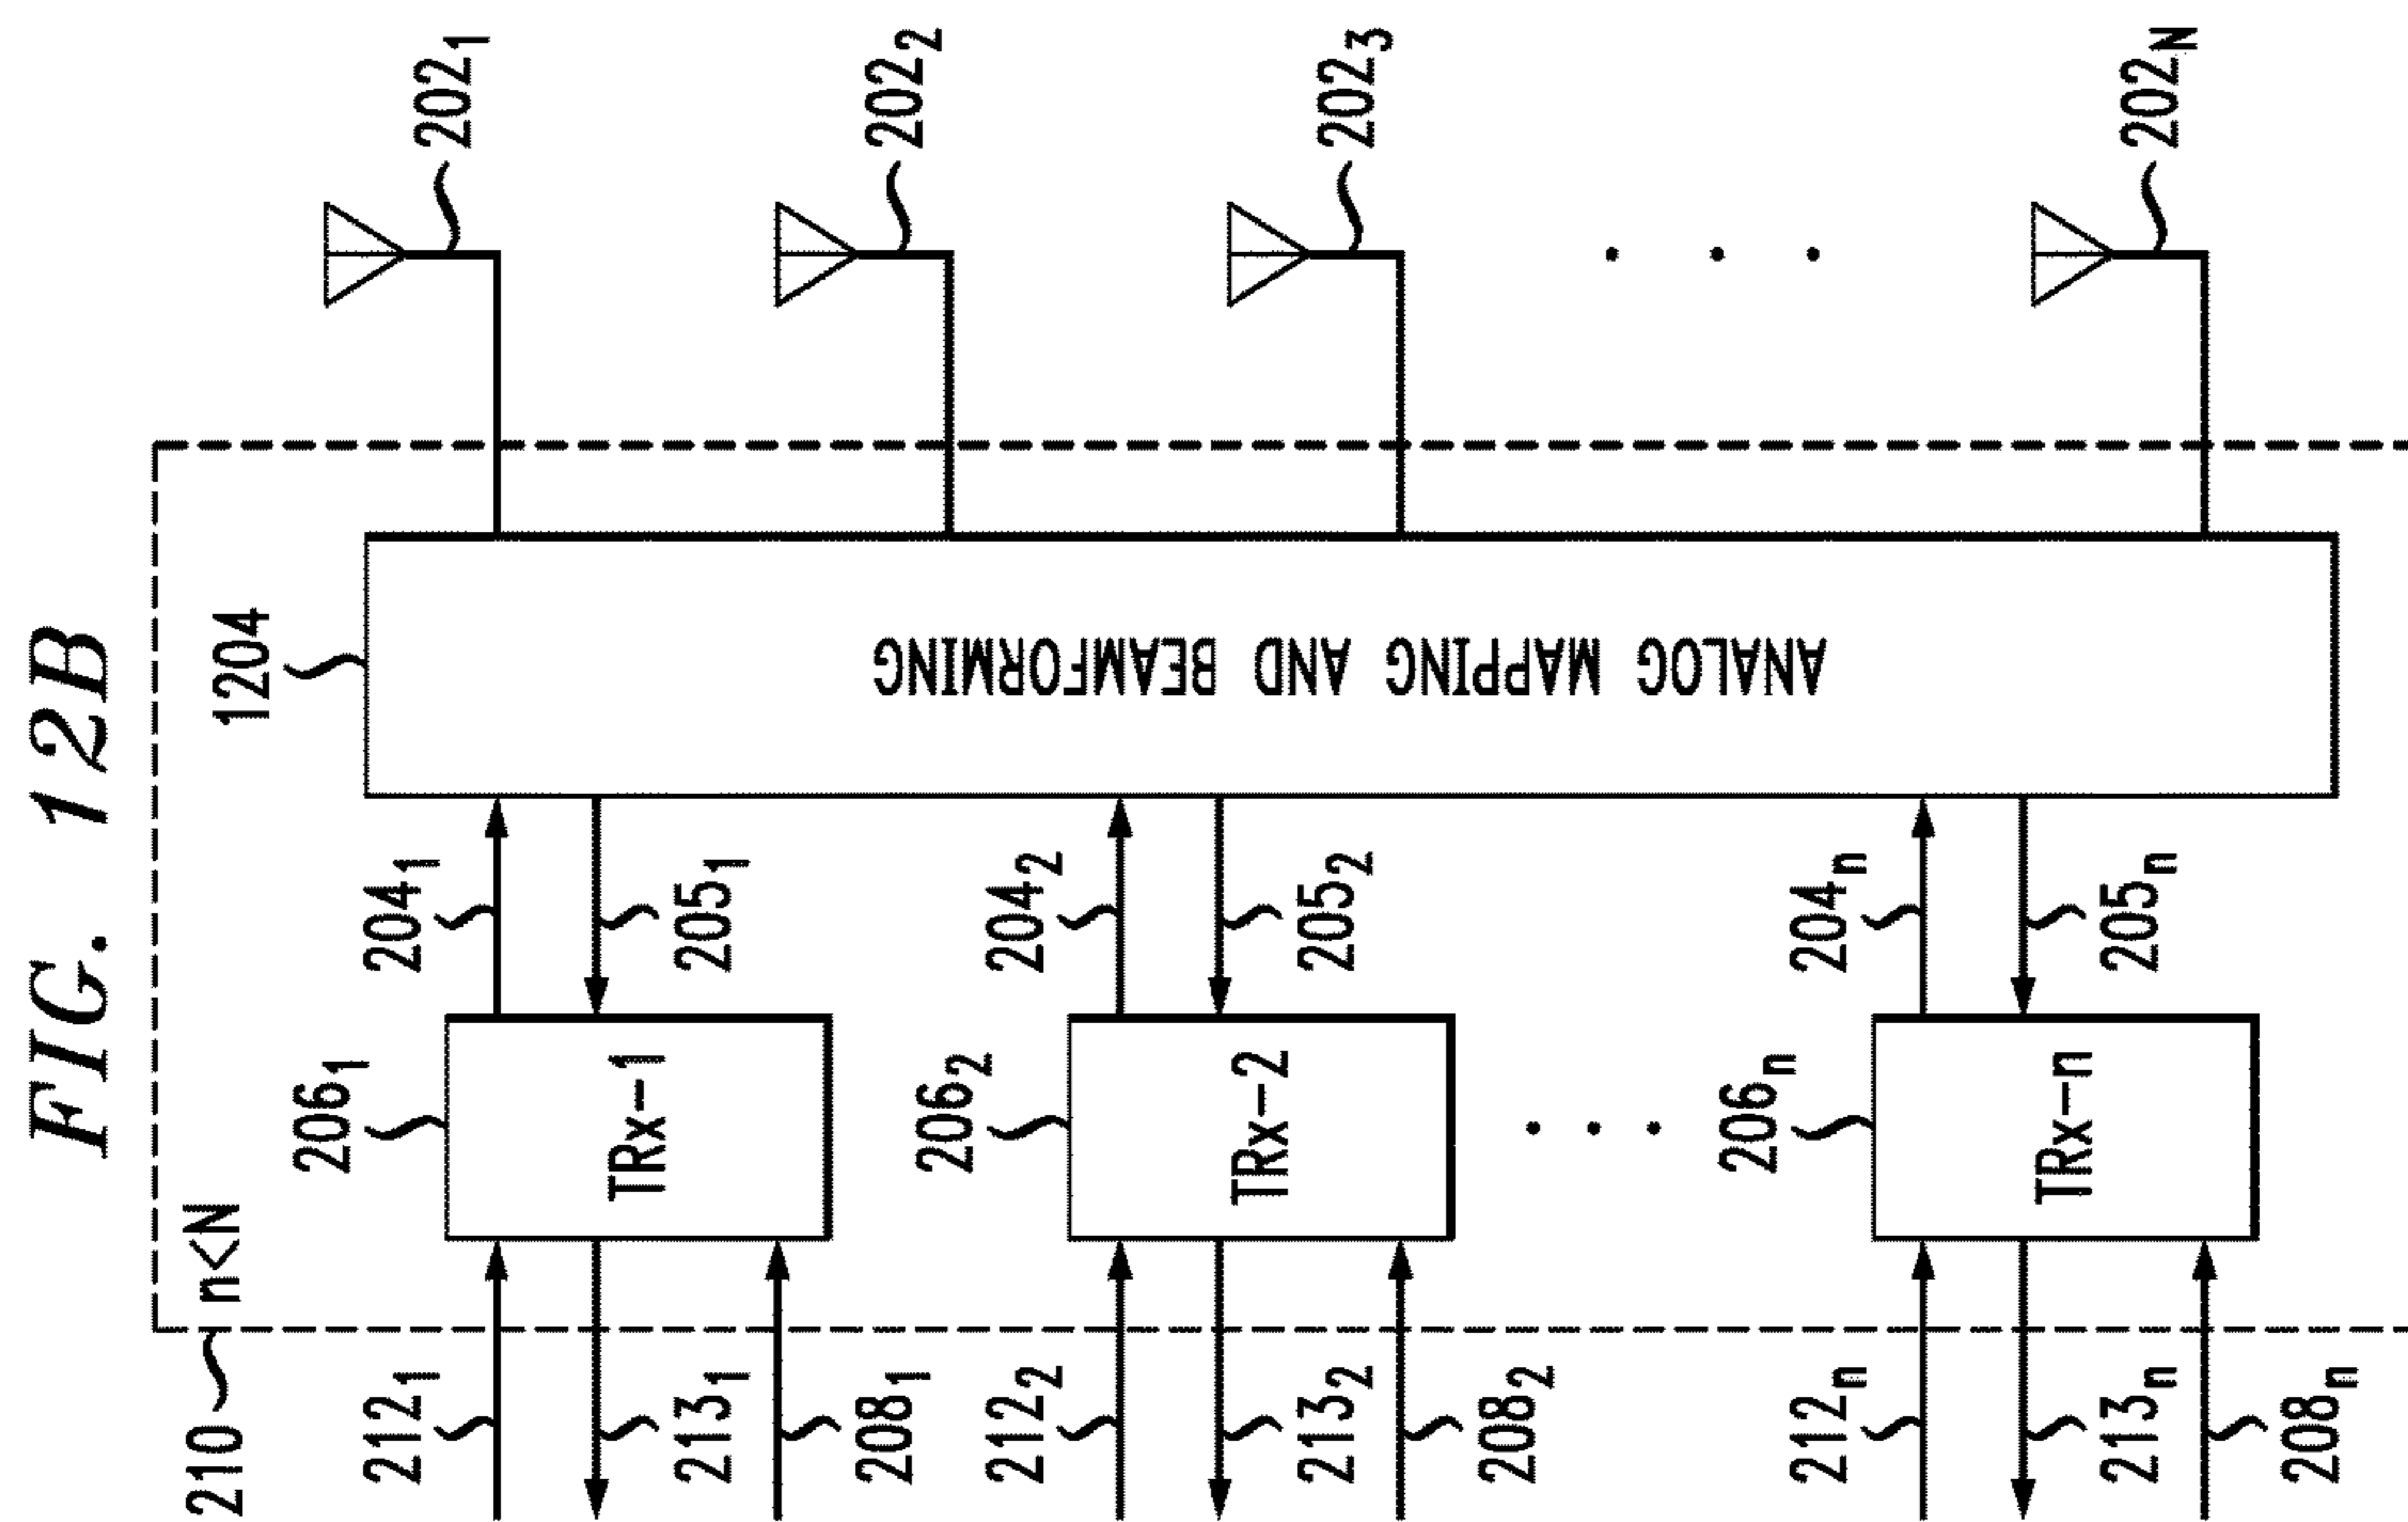 FIG. 12B
210
n<N
1204
ANALOG MAPPING AND BEAMFORMING
202₁
202₂
202₃
202N
206₁
TRx-1
204₁
205₁
212₁
213₁
208₁
206₂
TRx-2
204₂
205₂
212₂
213₂
208₂
206n
TRx-n
204n
205n
212n
213n
208n